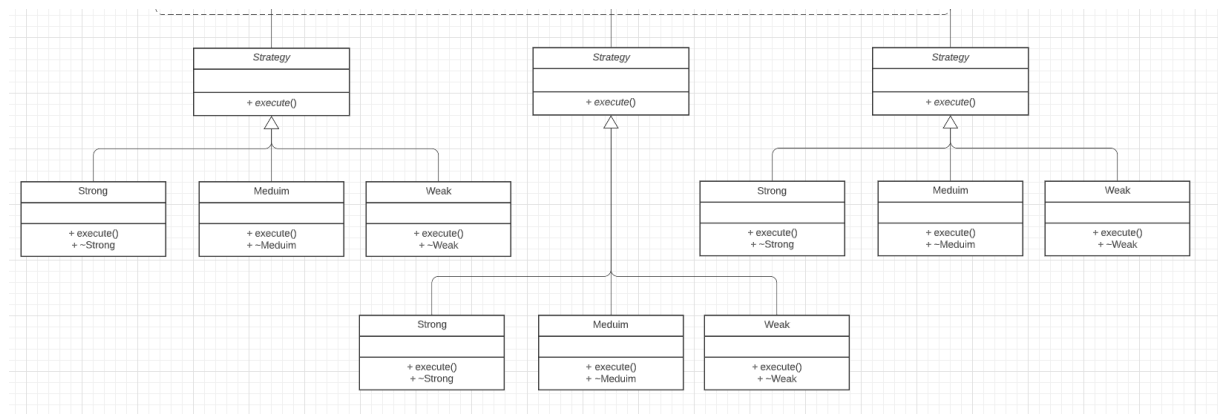 Strategy
+ execute()
Strategy
+ execute()
Strategy
+ execute()
Strong
+ execute()
+ ~Strong
Meduim
+ execute()
+ ~Meduim
Weak
+ execute()
+ ~Weak
Strong
+ execute()
+ ~Strong
Meduim
+ execute()
+ ~Meduim
Weak
+ execute()
+ ~Weak
Strong
+ execute()
+ ~Strong
Meduim
+ execute()
+ ~Meduim
Weak
+ execute()
+ ~Weak